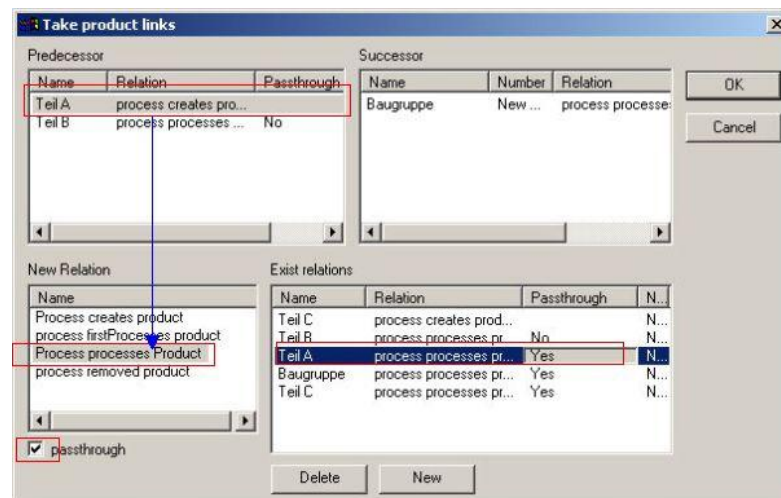 Take product links
Predecessor
Name Relation Passthrough
Teil A process creates pro...
Teil B process processes ... No
Successor
Name Number Relation
Baugruppe New ... process processe
OK
Cancel
New Relation
Name
Process creates product
process firstProcesses product
Process processes Product
process removed product
passthrough
Exist relations
Name Relation Passthrough N...
Teil C process creates prod... N...
Teil B process processes pr... No N...
Teil A process processes pr... Yes N...
Baugruppe process processes pr... Yes N...
Teil C process processes pr... Yes N...
Delete New